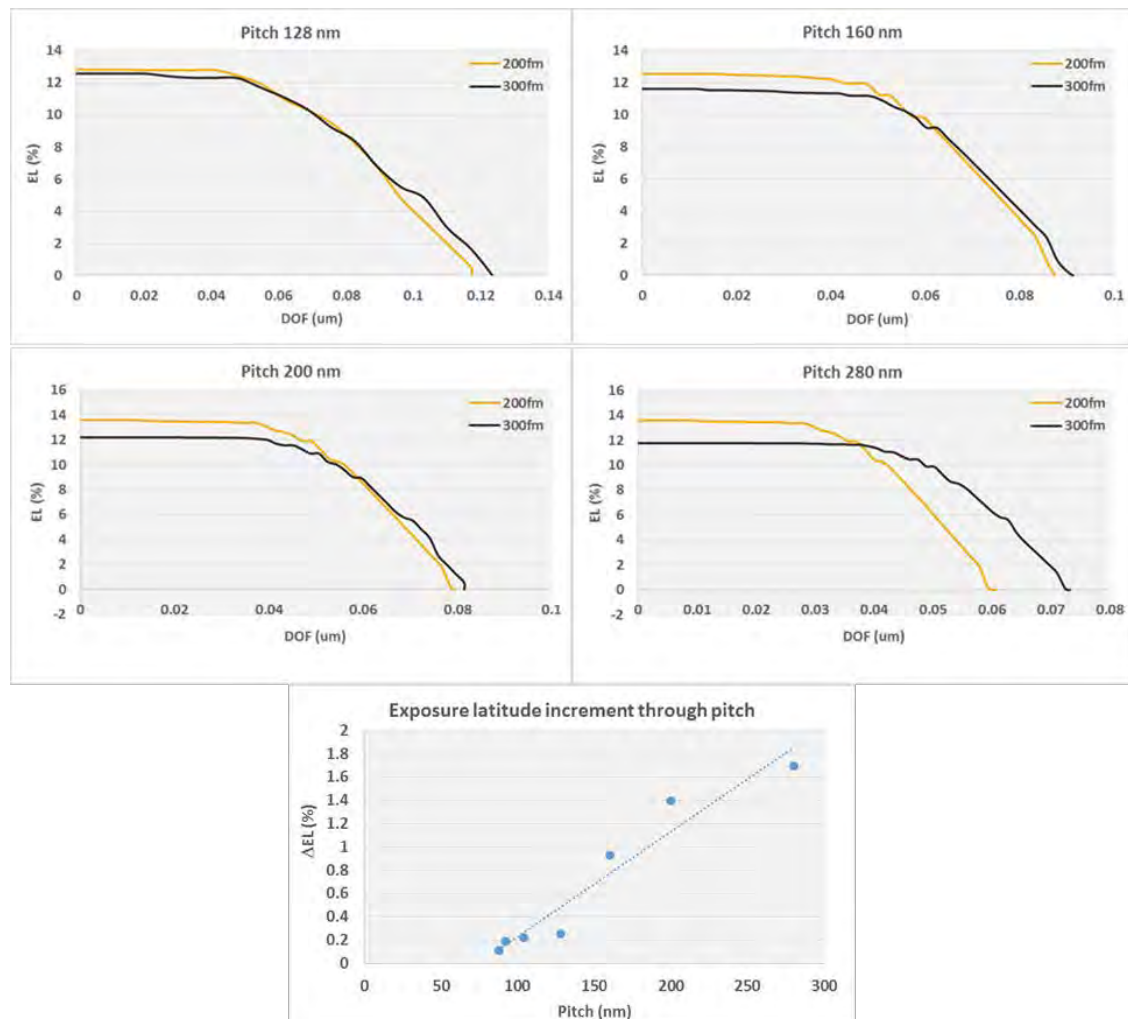 Pitch 128 nm
14
12
10
8
6
4
2
0
EL (%)
0 0.02 0.04 0.06 0.08 0.1 0.12 0.14
DOF (um)
200fm
300fm
Pitch 160 nm
14
12
10
8
6
4
2
0
EL (%)
0 0.02 0.04 0.06 0.08 0.1
DOF (um)
200fm
300fm
Pitch 200 nm
16
14
12
10
8
6
4
2
0
-2
EL (%)
0 0.02 0.04 0.06 0.08 0.1
DOF (um)
200fm
300fm
Pitch 280 nm
16
14
12
10
8
6
4
2
0
-2
EL (%)
0 0.01 0.02 0.03 0.04 0.05 0.06 0.07 0.08
DOF (um)
200fm
300fm
Exposure latitude increment through pitch
2
1.8
1.6
1.4
1.2
1
0.8
0.6
0.4
0.2
0
ΔEL (%)
0 50 100 150 200 250 300
Pitch (nm)